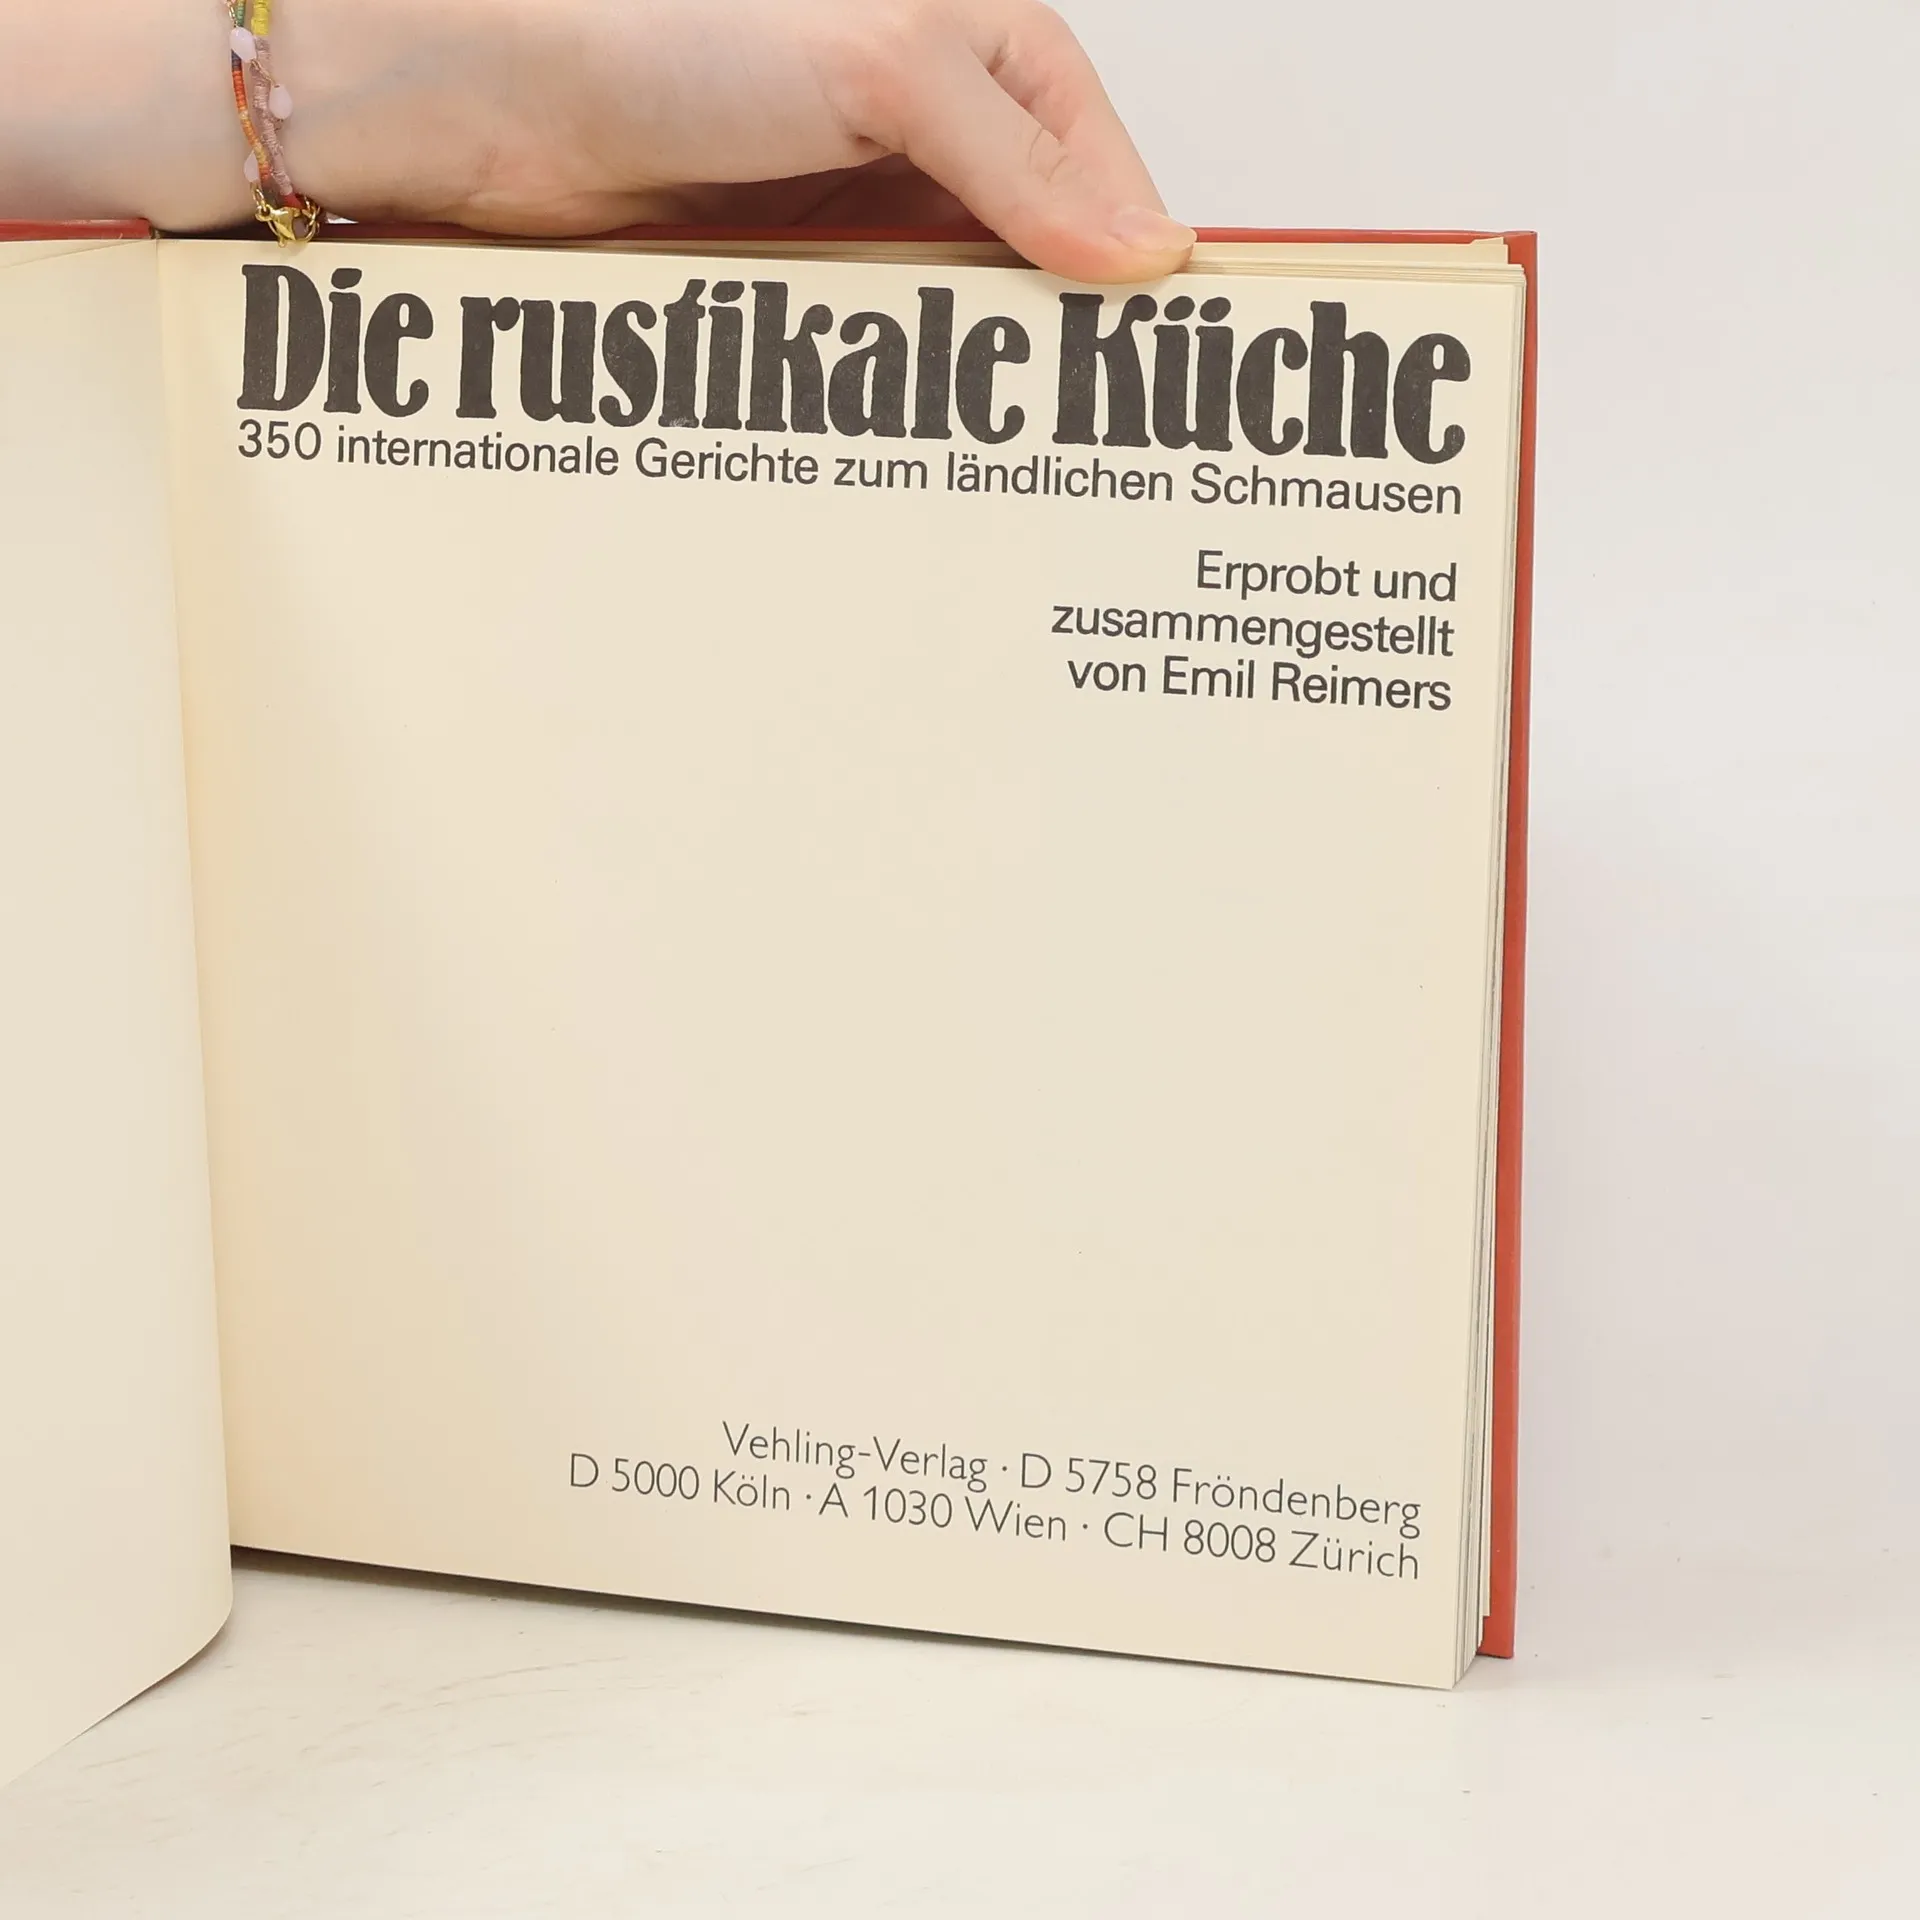 Die rustikale Küche
350 internationale Gerichte zum ländlichen Schmausen
Erprobt und
zusammengestellt
von Emil Reimers
Vehling-Verlag · D 5758 Fröndenberg
D 5000 Köln · A 1030 Wien · CH 8008 Zürich